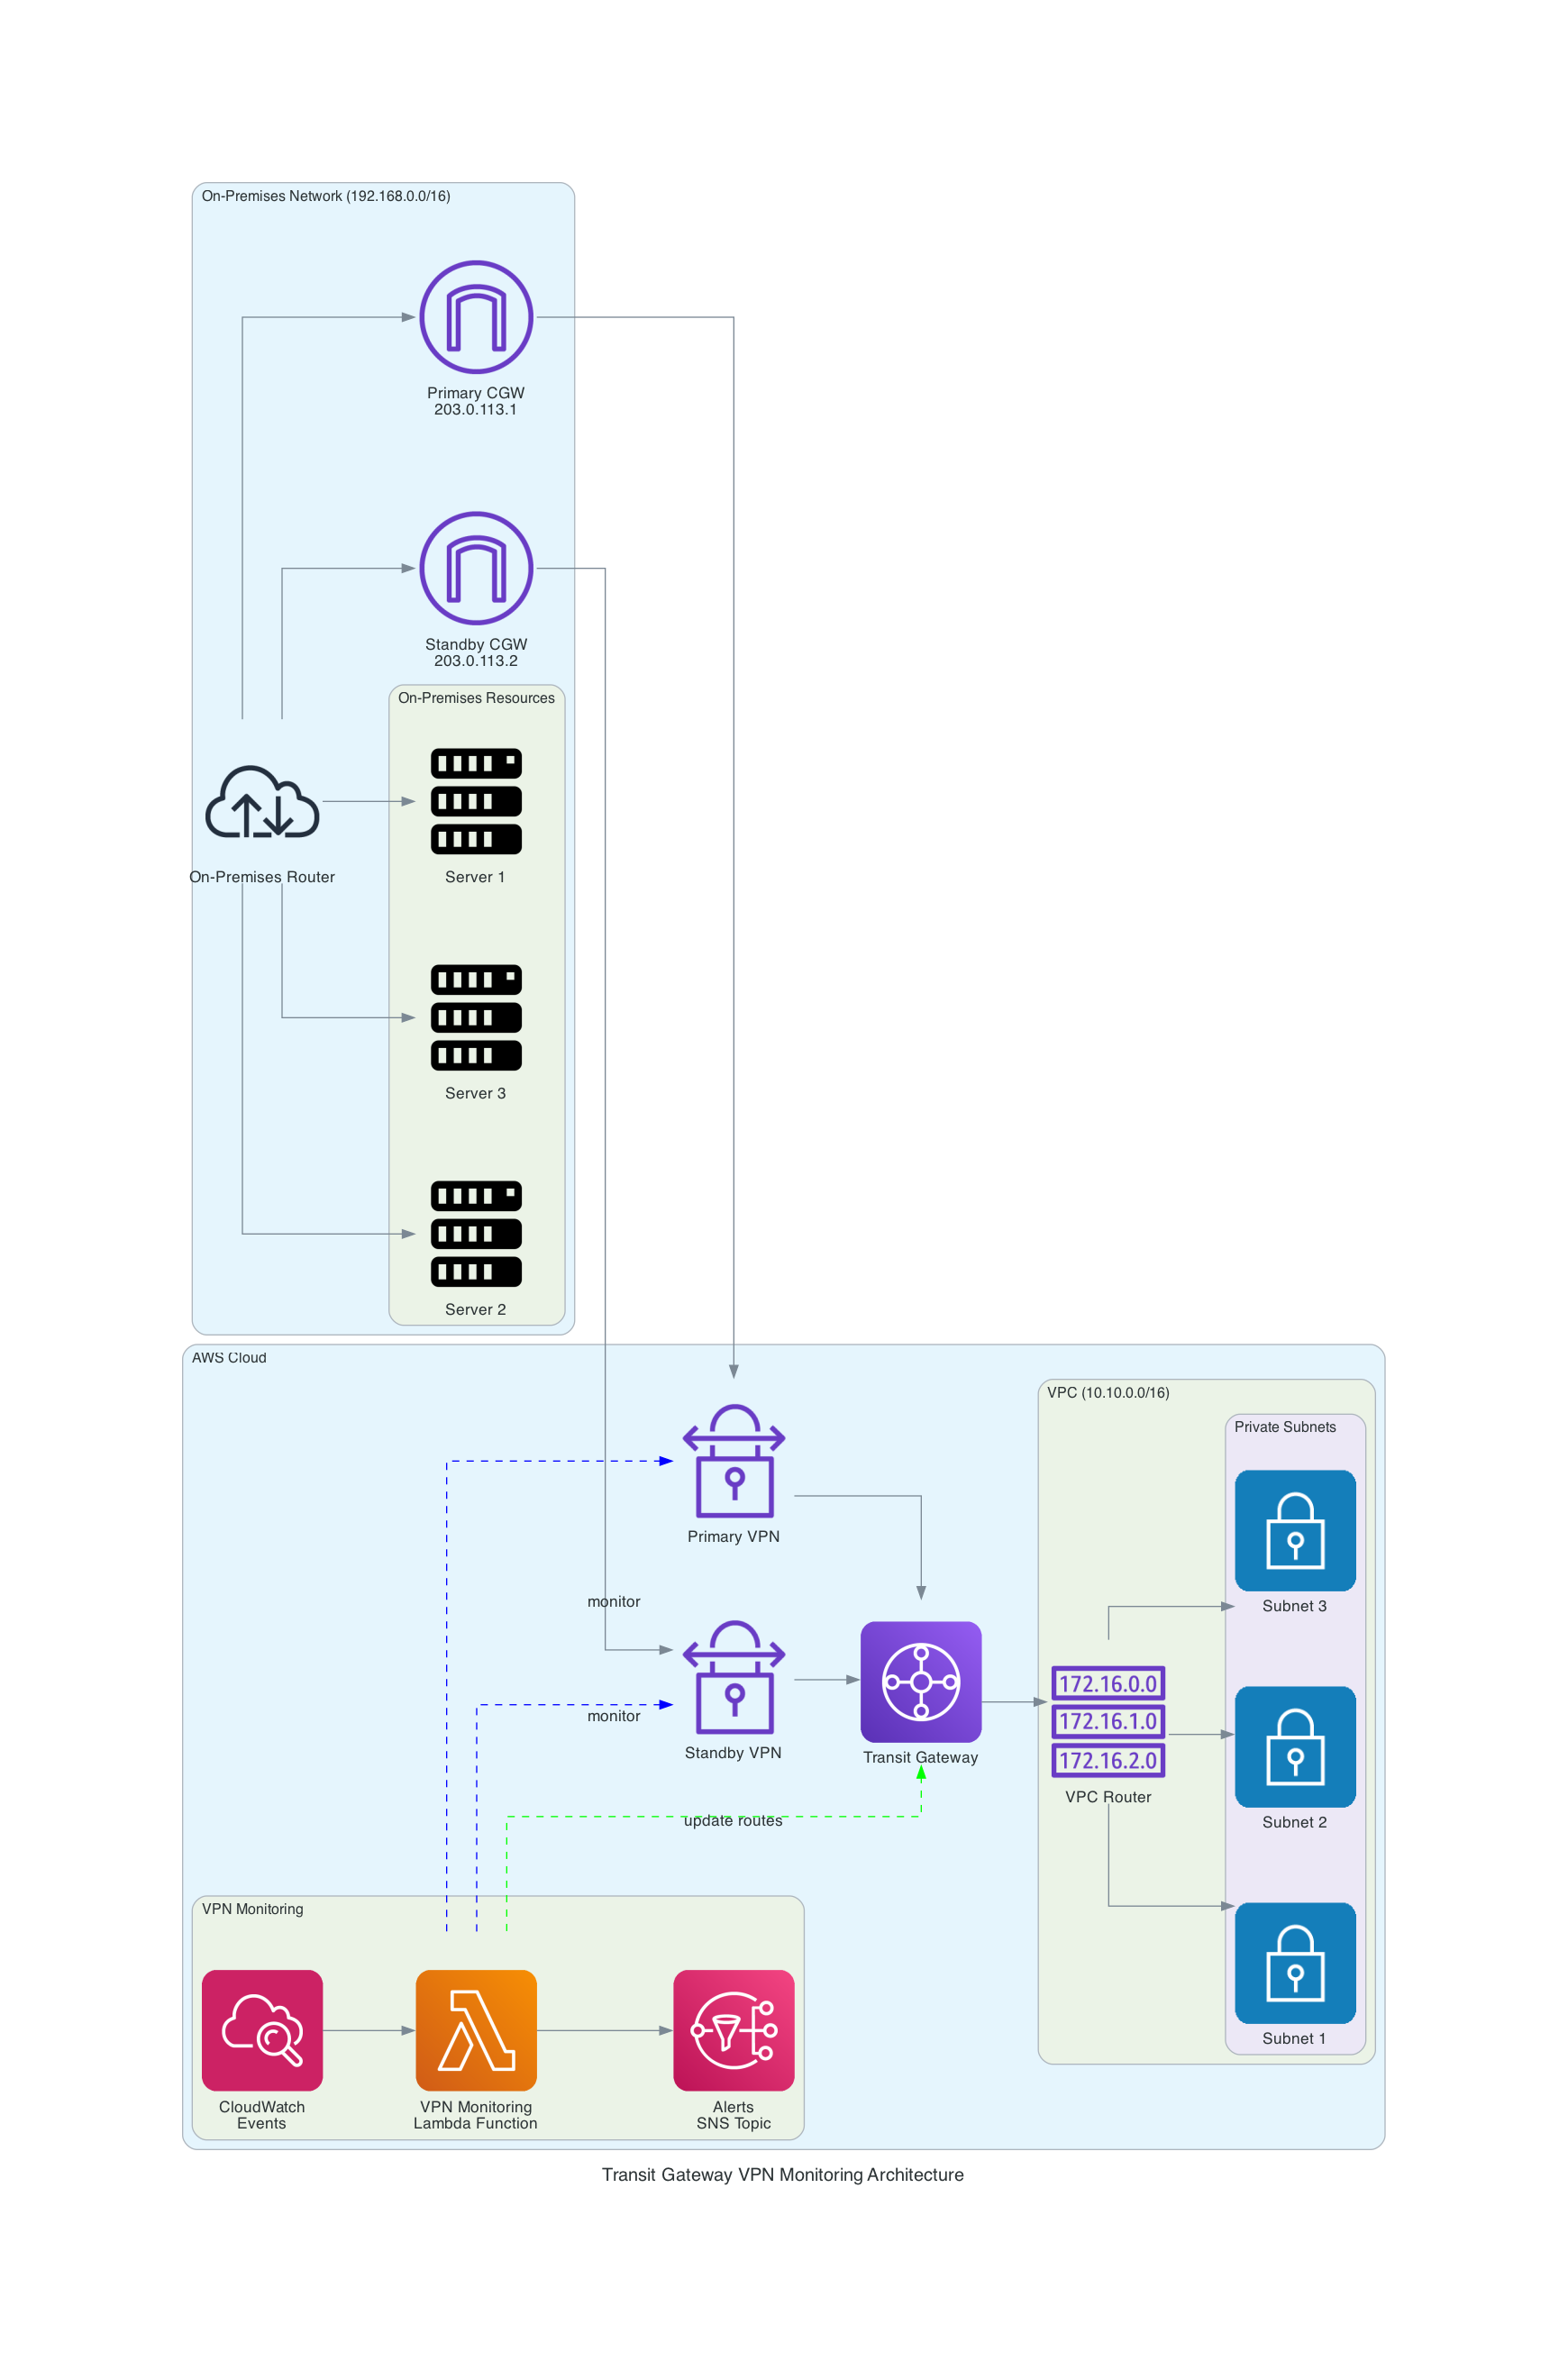 On-Premises Network (192.168.0.0/16)
Primary CGW
203.0.113.1
Standby CGW
203.0.113.2
On-Premises Resources
On-Premises Router
Server 1
Server 3
Server 2
AWS Cloud
VPC (10.10.0.0/16)
Private Subnets
Primary VPN
monitor
Subnet 3
172.16.0.0
172.16.1.0
172.16.2.0
monitor
Standby VPN
Transit Gateway
VPC Router
update routes
Subnet 2
VPN Monitoring
Subnet 1
CloudWatch
Events
VPN Monitoring
Lambda Function
Alerts
SNS Topic
Transit Gateway VPN Monitoring Architecture